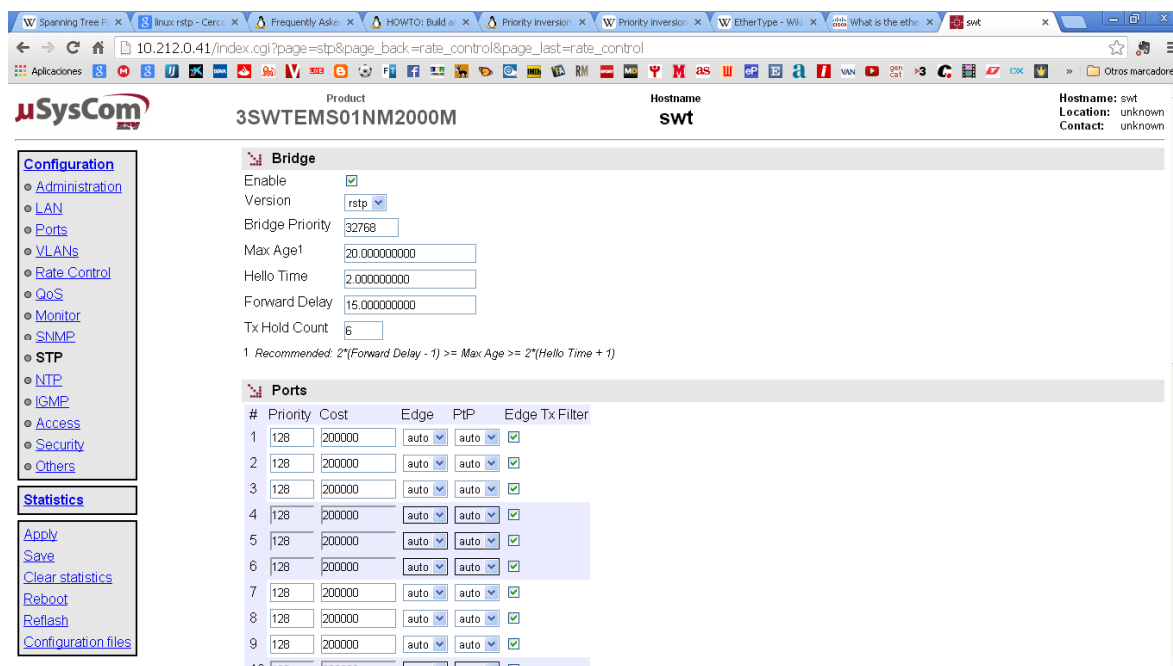 Spanning Tree Pr
linux rstp - Cerca
Frequently Aske
HOWTO: Build a
Priority inversion
Priority inversion
EtherType - Wiki
What is the ethe
swt
10.212.0.41/index.cgi?page=stp&page_back=rate_control&page_last=rate_control
Aplicaciones
Otros marcadores
µSysCom
Product
3SWTEMS01NM2000M
Hostname
swt
Hostname: swt
Location: unknown
Contact: unknown
Configuration
Administration
LAN
Ports
VLANs
Rate Control
QoS
Monitor
SNMP
STP
NTP
IGMP
Access
Security
Others
Statistics
Apply
Save
Clear statistics
Reboot
Reflash
Configuration files
Bridge
Enable
Version rstp
Bridge Priority 32768
Max Age1 20.000000000
Hello Time 2.000000000
Forward Delay 15.000000000
Tx Hold Count 6
1 Recommended: 2*(Forward Delay - 1) >= Max Age >= 2*(Hello Time + 1)
Ports
# Priority Cost Edge PtP Edge Tx Filter
1 128 200000 auto auto
2 128 200000 auto auto
3 128 200000 auto auto
4 128 200000 auto auto
5 128 200000 auto auto
6 128 200000 auto auto
7 128 200000 auto auto
8 128 200000 auto auto
9 128 200000 auto auto